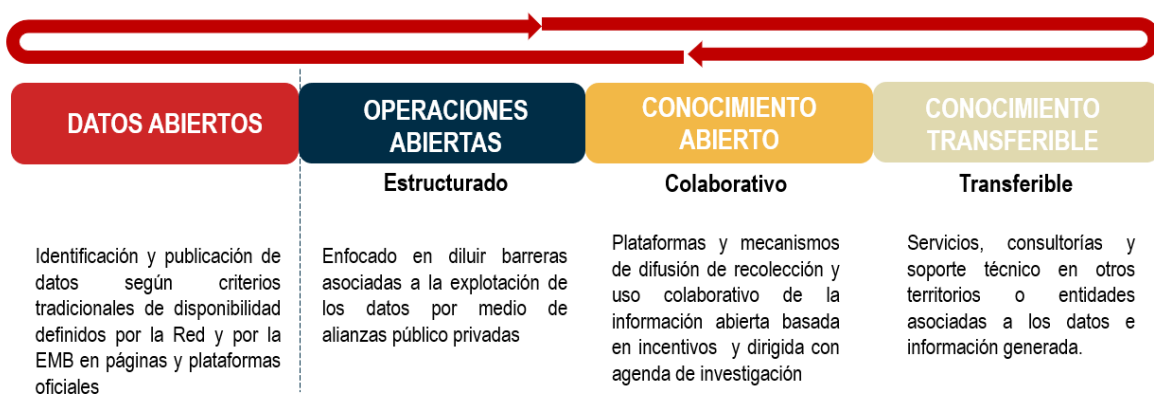 DATOS ABIERTOS
OPERACIONES
ABIERTAS
Estructurado
CONOCIMIENTO
ABIERTO
Colaborativo
CONOCIMIENTO
TRANSFERIBLE
Transferible
Identificación y publicación de
datos según criterios
tradicionales de disponibilidad
definidos por la Red y por la
EMB en páginas y plataformas
oficiales
Enfocado en diluir barreras
asociadas a la explotación de
los datos por medio de
alianzas público privadas
Plataformas y mecanismos
de difusión de recolección y
uso colaborativo de la
información abierta basada
en incentivos y dirigida con
agenda de investigación
Servicios, consultorías y
soporte técnico en otros
territorios o entidades
asociadas a los datos e
información generada.